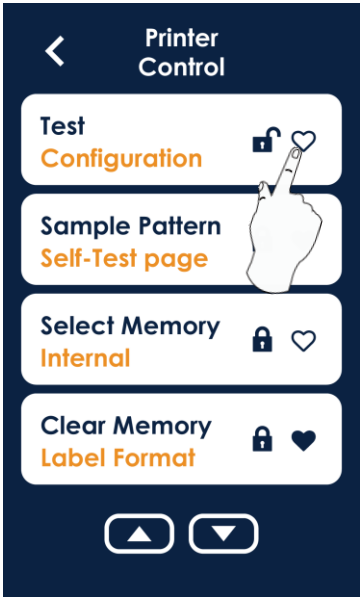 Printer
Control
Test
Configuration
Sample Pattern
Self-Test page
Select Memory
Internal
Clear Memory
Label Format